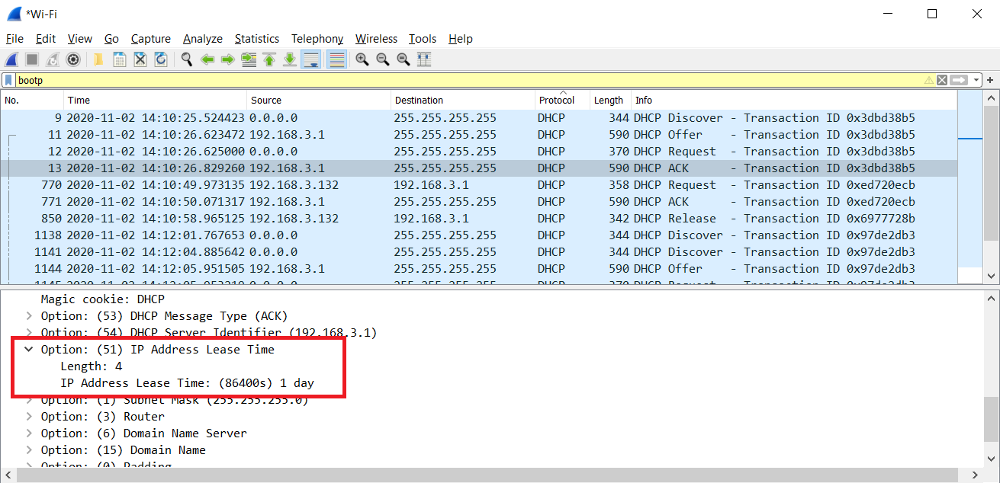 *Wi-Fi
File Edit View Go Capture Analyze Statistics Telephony Wireless Tools Help
bootp
No. Time Source Destination Protocol Length Info
9 2020-11-02 14:10:25.524423 0.0.0.0 255.255.255.255 DHCP 344 DHCP Discover - Transaction ID 0x3dbd38b5
11 2020-11-02 14:10:26.623472 192.168.3.1 255.255.255.255 DHCP 590 DHCP Offer - Transaction ID 0x3dbd38b5
12 2020-11-02 14:10:26.625000 0.0.0.0 255.255.255.255 DHCP 370 DHCP Request - Transaction ID 0x3dbd38b5
13 2020-11-02 14:10:26.829260 192.168.3.1 255.255.255.255 DHCP 590 DHCP ACK - Transaction ID 0x3dbd38b5
770 2020-11-02 14:10:49.973135 192.168.3.132 192.168.3.1 DHCP 358 DHCP Request - Transaction ID 0xed720ecb
771 2020-11-02 14:10:50.071317 192.168.3.1 255.255.255.255 DHCP 590 DHCP ACK - Transaction ID 0xed720ecb
850 2020-11-02 14:10:58.965125 192.168.3.132 192.168.3.1 DHCP 342 DHCP Release - Transaction ID 0x6977728b
1138 2020-11-02 14:12:01.767653 0.0.0.0 255.255.255.255 DHCP 344 DHCP Discover - Transaction ID 0x97de2db3
1141 2020-11-02 14:12:04.885642 0.0.0.0 255.255.255.255 DHCP 344 DHCP Discover - Transaction ID 0x97de2db3
1144 2020-11-02 14:12:05.951505 192.168.3.1 255.255.255.255 DHCP 590 DHCP Offer - Transaction ID 0x97de2db3
Magic cookie: DHCP
Option: (53) DHCP Message Type (ACK)
Option: (54) DHCP Server Identifier (192.168.3.1)
Option: (51) IP Address Lease Time
Length: 4
IP Address Lease Time: (86400s) 1 day
Option: (1) Subnet Mask (255.255.255.0)
Option: (3) Router
Option: (6) Domain Name Server
Option: (15) Domain Name
Option: (0) Padding